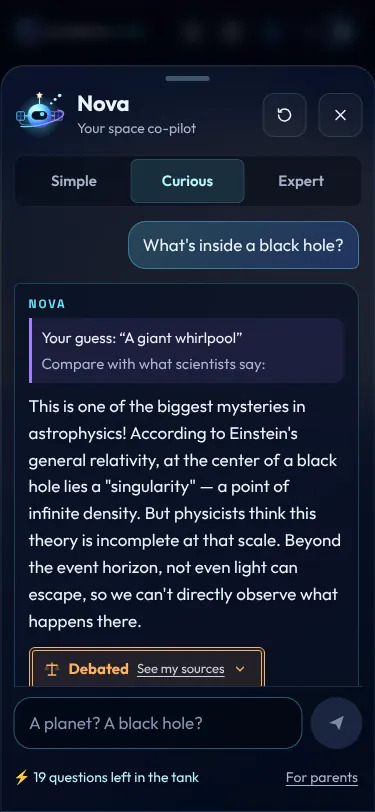 Nova
Your space co-pilot
Simple
Curious
Expert
What's inside a black hole?
NOVA
Your guess: “A giant whirlpool”
Compare with what scientists say:
This is one of the biggest mysteries in
astrophysics! According to Einstein's
general relativity, at the center of a black
hole lies a "singularity" — a point of
infinite density. But physicists think this
theory is incomplete at that scale. Beyond
the event horizon, not even light can
escape, so we can't directly observe what
happens there.
Debated See my sources
A planet? A black hole?
⚡ 19 questions left in the tank
For parents